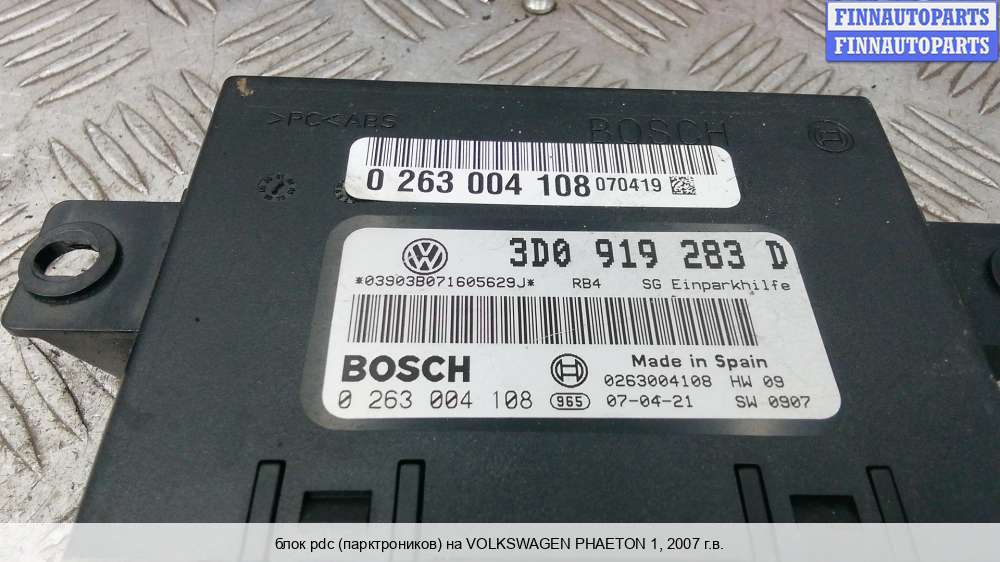 FINNAUTOPARTS
FINNAUTOPARTS
>PC<ABS
BOSCH
0 263 004 108 070419
3D0 919 283 D
*03903B071605629J* RB4 SG Einparkhilfe
BOSCH
Made in Spain
0263004108 HW 09
0 263 004 108 965 07-04-21 SW 0907
блок pdc (парктроников) на VOLKSWAGEN PHAETON 1, 2007 г.в.